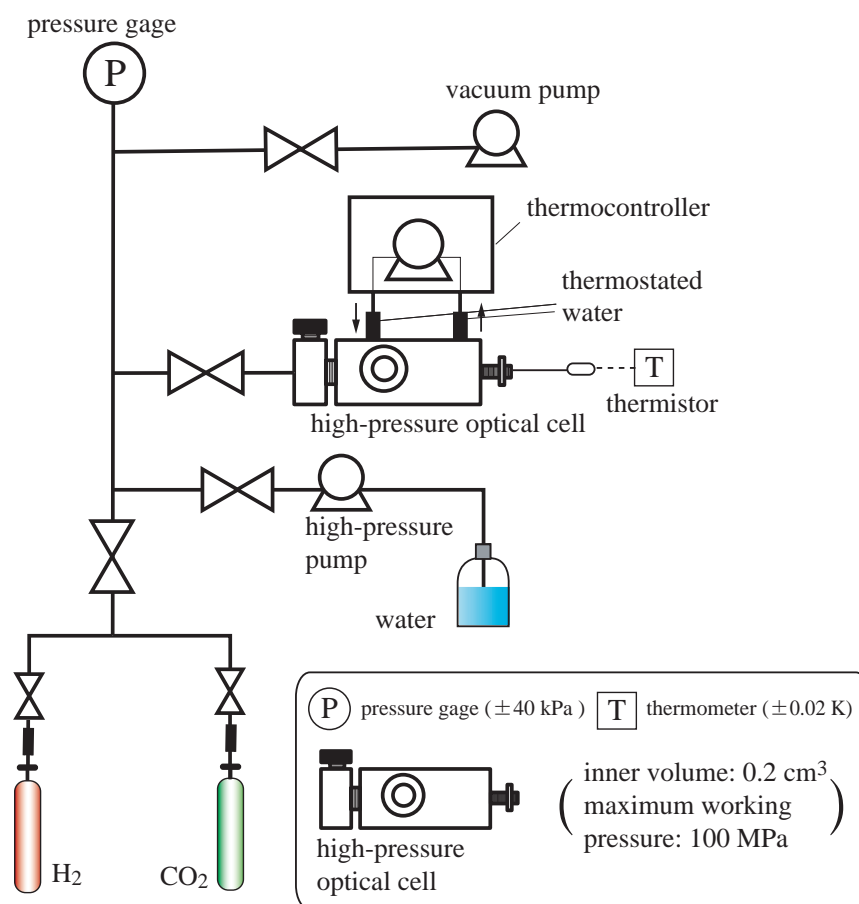 pressure gage
P
vacuum pump
thermocontroller
thermostated
water
T
thermistor
high-pressure optical cell
high-pressure
pump
water
H2
CO2
P pressure gage (±40 kPa) T thermometer (±0.02 K)
inner volume: 0.2 cm3
maximum working
pressure: 100 MPa
high-pressure
optical cell